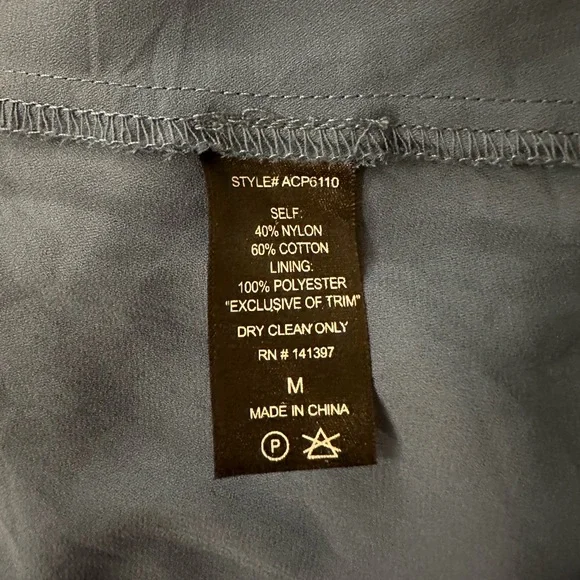 STYLE# ACP6110
SELF:
40% NYLON
60% COTTON
LINING:
100% POLYESTER
"EXCLUSIVE OF TRIM"
DRY CLEAN ONLY
RN # 141397
M
MADE IN CHINA
P